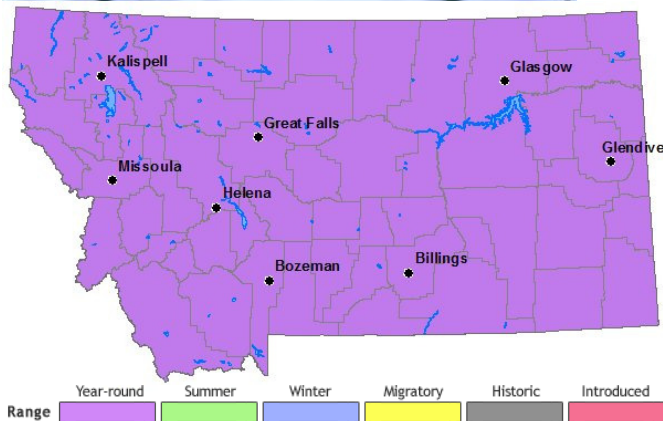 Kalispell
Glasgow
Great Falls
Glendive
Missoula
Helena
Bozeman
Billings
Year-round Summer Winter Migratory Historic Introduced
Range